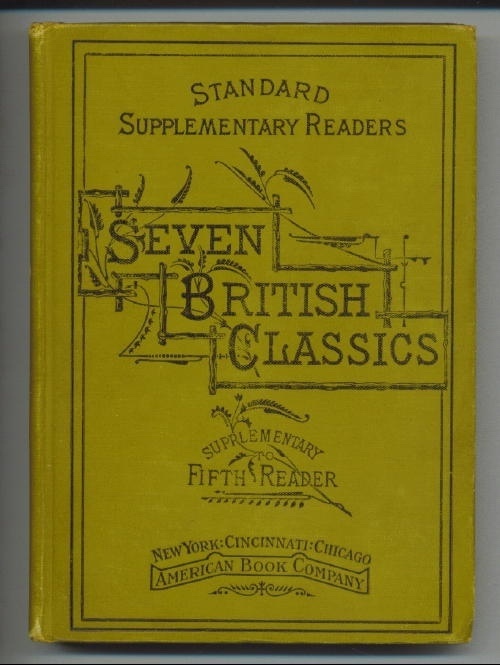 STANDARD
SUPPLEMENTARY READERS
SEVEN
BRITISH
CLASSICS
SUPPLEMENTARY
TO
FIFTH READER
NEW YORK:CINCINNATI:CHICAGO
AMERICAN BOOK COMPANY